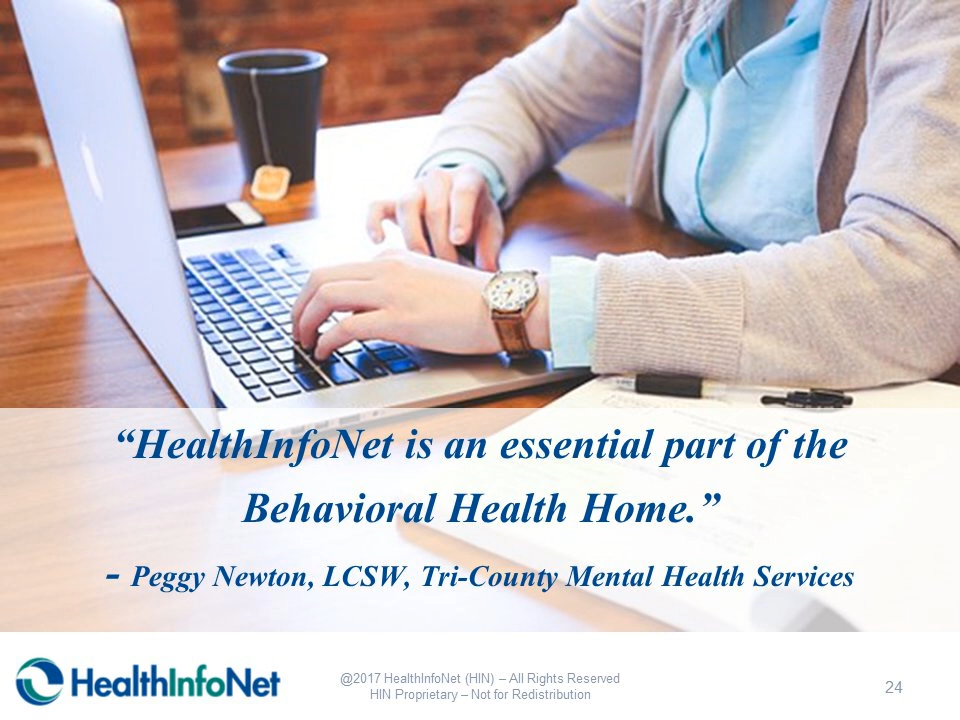 “HealthInfoNet is an essential part of the
Behavioral Health Home.”
- Peggy Newton, LCSW, Tri-County Mental Health Services
HealthInfoNet
@2017 HealthInfoNet (HIN) – All Rights Reserved
HIN Proprietary – Not for Redistribution
24